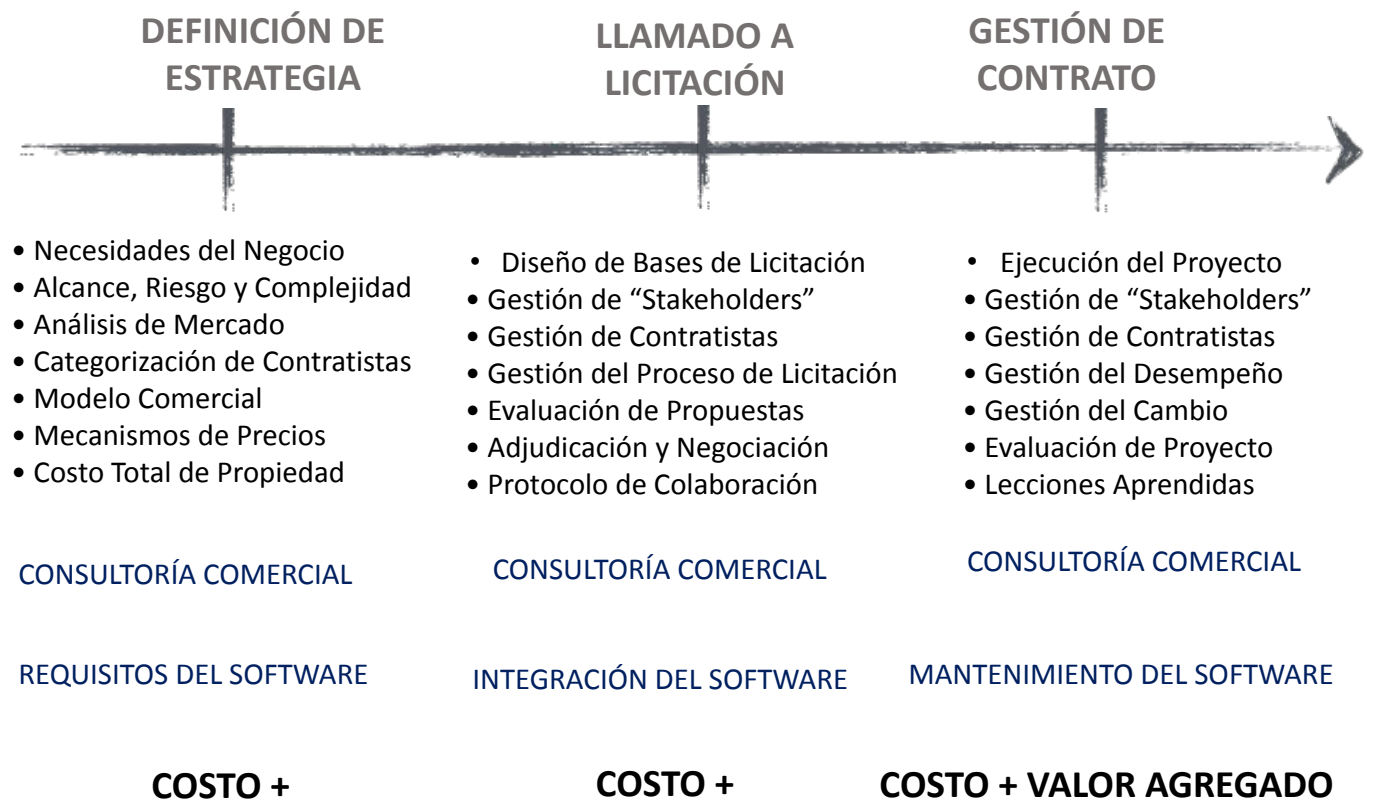 DEFINICIÓN DE
ESTRATEGIA
• Necesidades del Negocio
• Alcance, Riesgo y Complejidad
• Análisis de Mercado
• Categorización de Contratistas
• Modelo Comercial
• Mecanismos de Precios
• Costo Total de Propiedad
CONSULTORÍA COMERCIAL
REQUISITOS DEL SOFTWARE
COSTO +
LLAMADO A
LICITACIÓN
• Diseño de Bases de Licitación
• Gestión de “Stakeholders”
• Gestión de Contratistas
• Gestión del Proceso de Licitación
• Evaluación de Propuestas
• Adjudicación y Negociación
• Protocolo de Colaboración
CONSULTORÍA COMERCIAL
INTEGRACIÓN DEL SOFTWARE
COSTO +
GESTIÓN DE
CONTRATO
• Ejecución del Proyecto
• Gestión de “Stakeholders”
• Gestión de Contratistas
• Gestión del Desempeño
• Gestión del Cambio
• Evaluación de Proyecto
• Lecciones Aprendidas
CONSULTORÍA COMERCIAL
MANTENIMIENTO DEL SOFTWARE
COSTO + VALOR AGREGADO